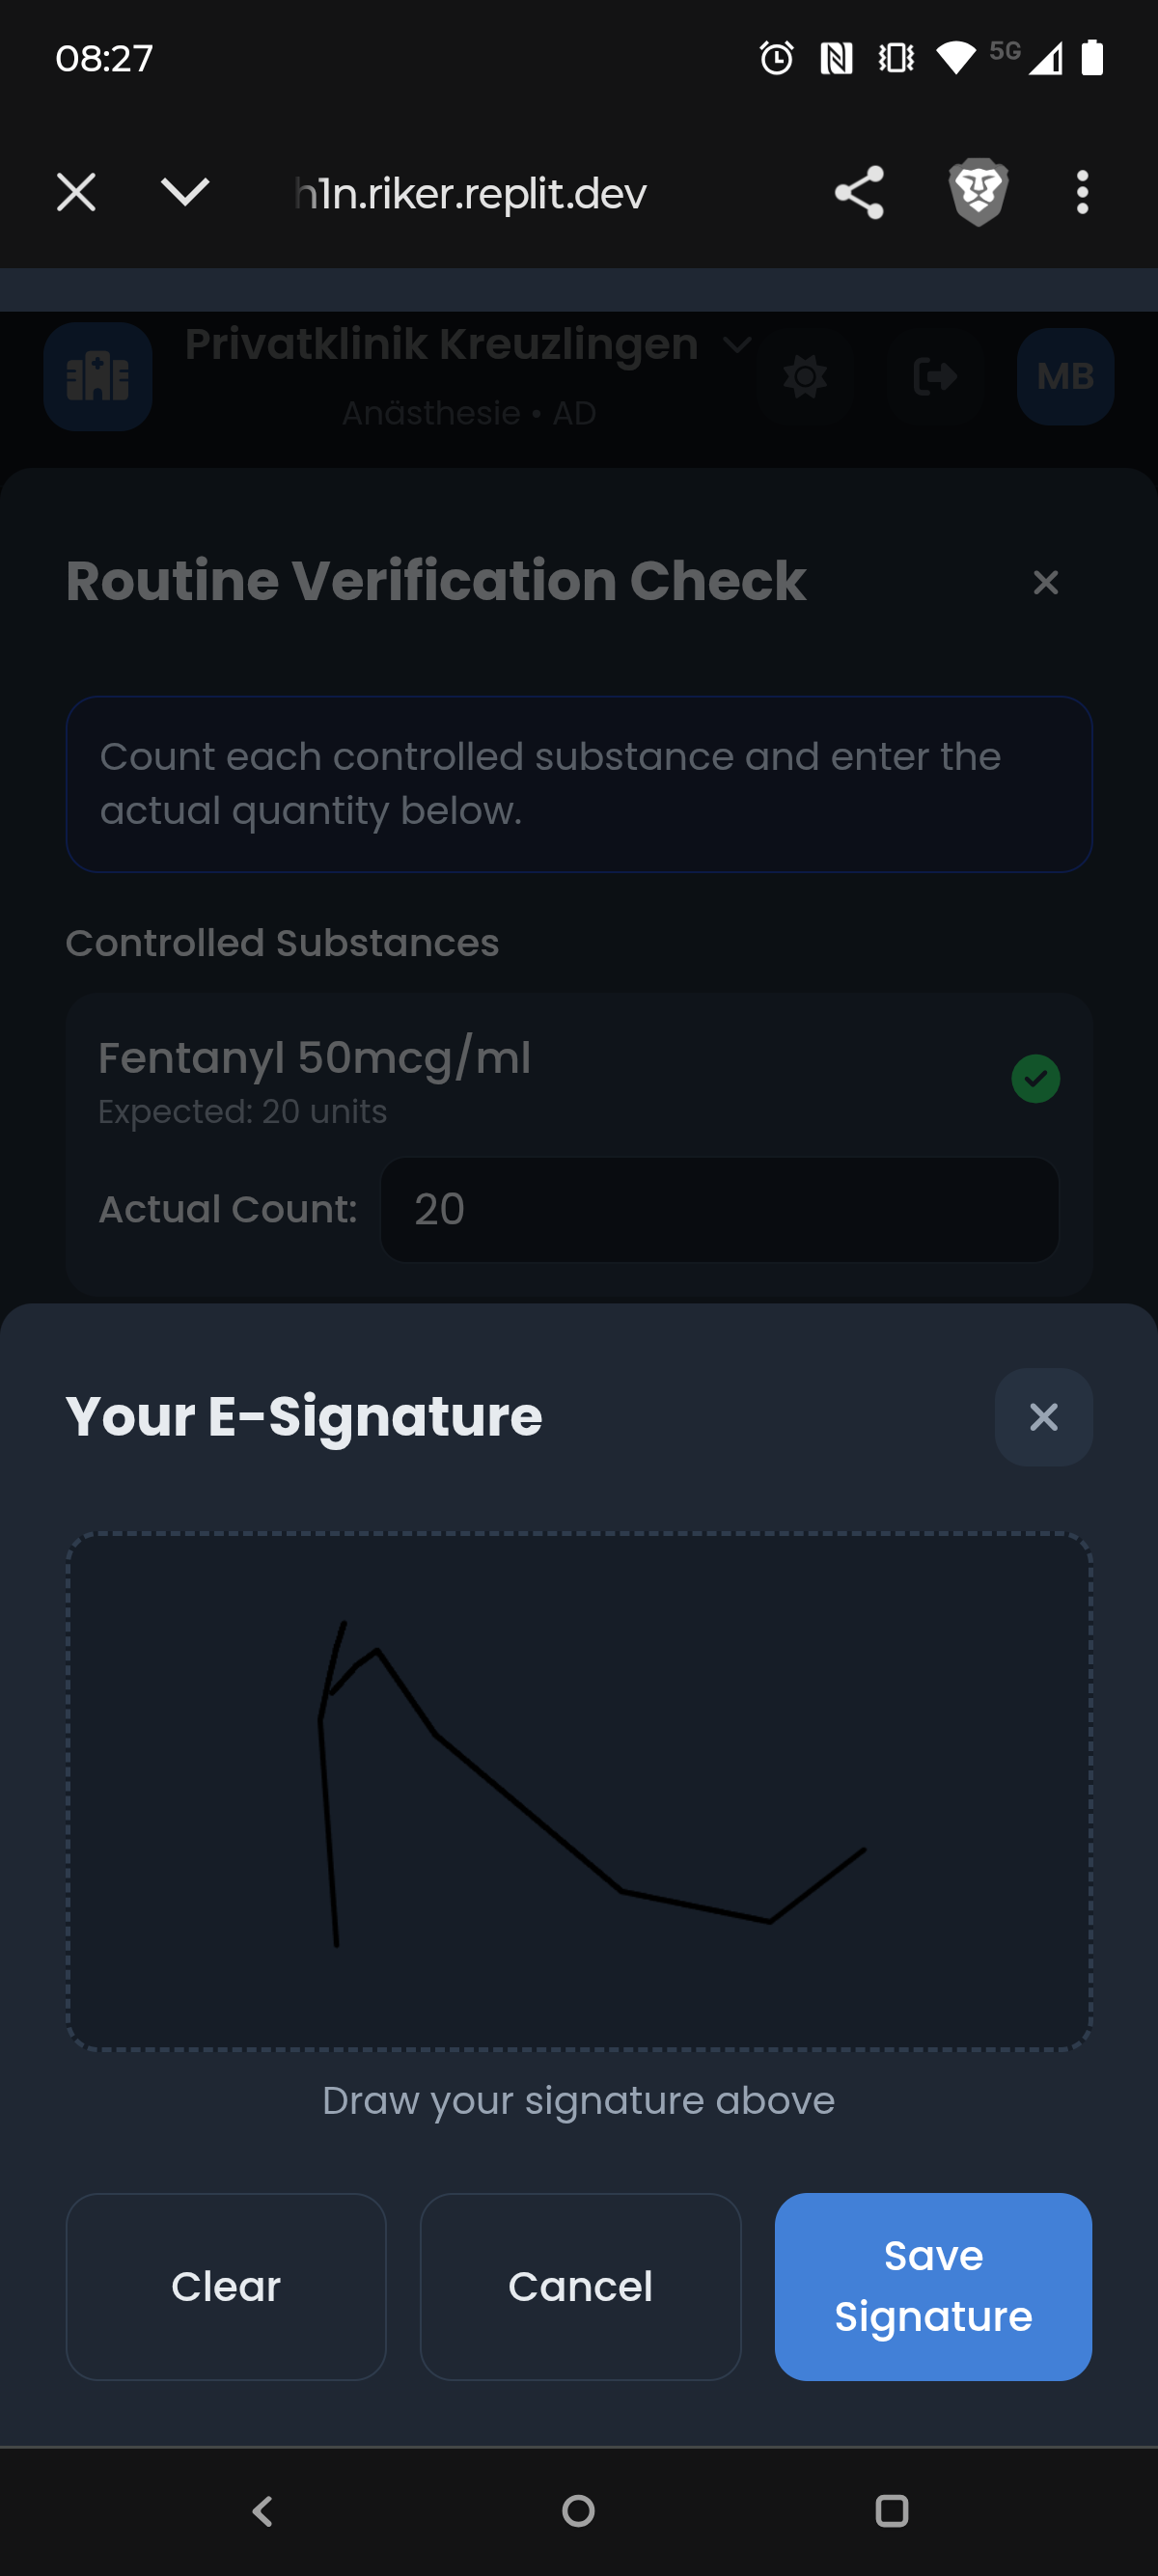 08:27
5G
h1n.riker.replit.dev
Privatklinik Kreuzlingen
Anästhesie • AD
MB
Routine Verification Check
Count each controlled substance and enter the
actual quantity below.
Controlled Substances
Fentanyl 50mcg/ml
Expected: 20 units
Actual Count: 20
Your E-Signature
Draw your signature above
Clear
Cancel
Save
Signature